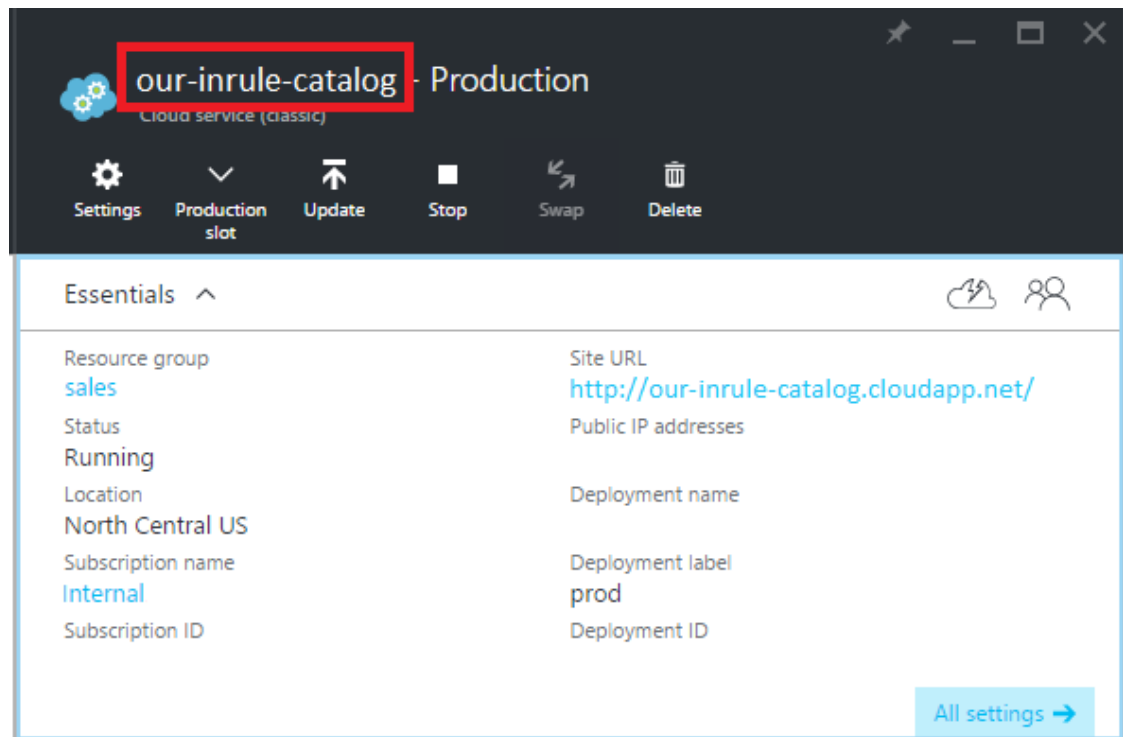 our-inrule-catalog - Production
Cloud service (classic)
Settings Production slot Update Stop Swap Delete
Essentials
Resource group
sales
Site URL
http://our-inrule-catalog.cloudapp.net/
Status
Running
Public IP addresses
Location
North Central US
Deployment name
Subscription name
Internal
Deployment label
prod
Subscription ID
Deployment ID
All settings